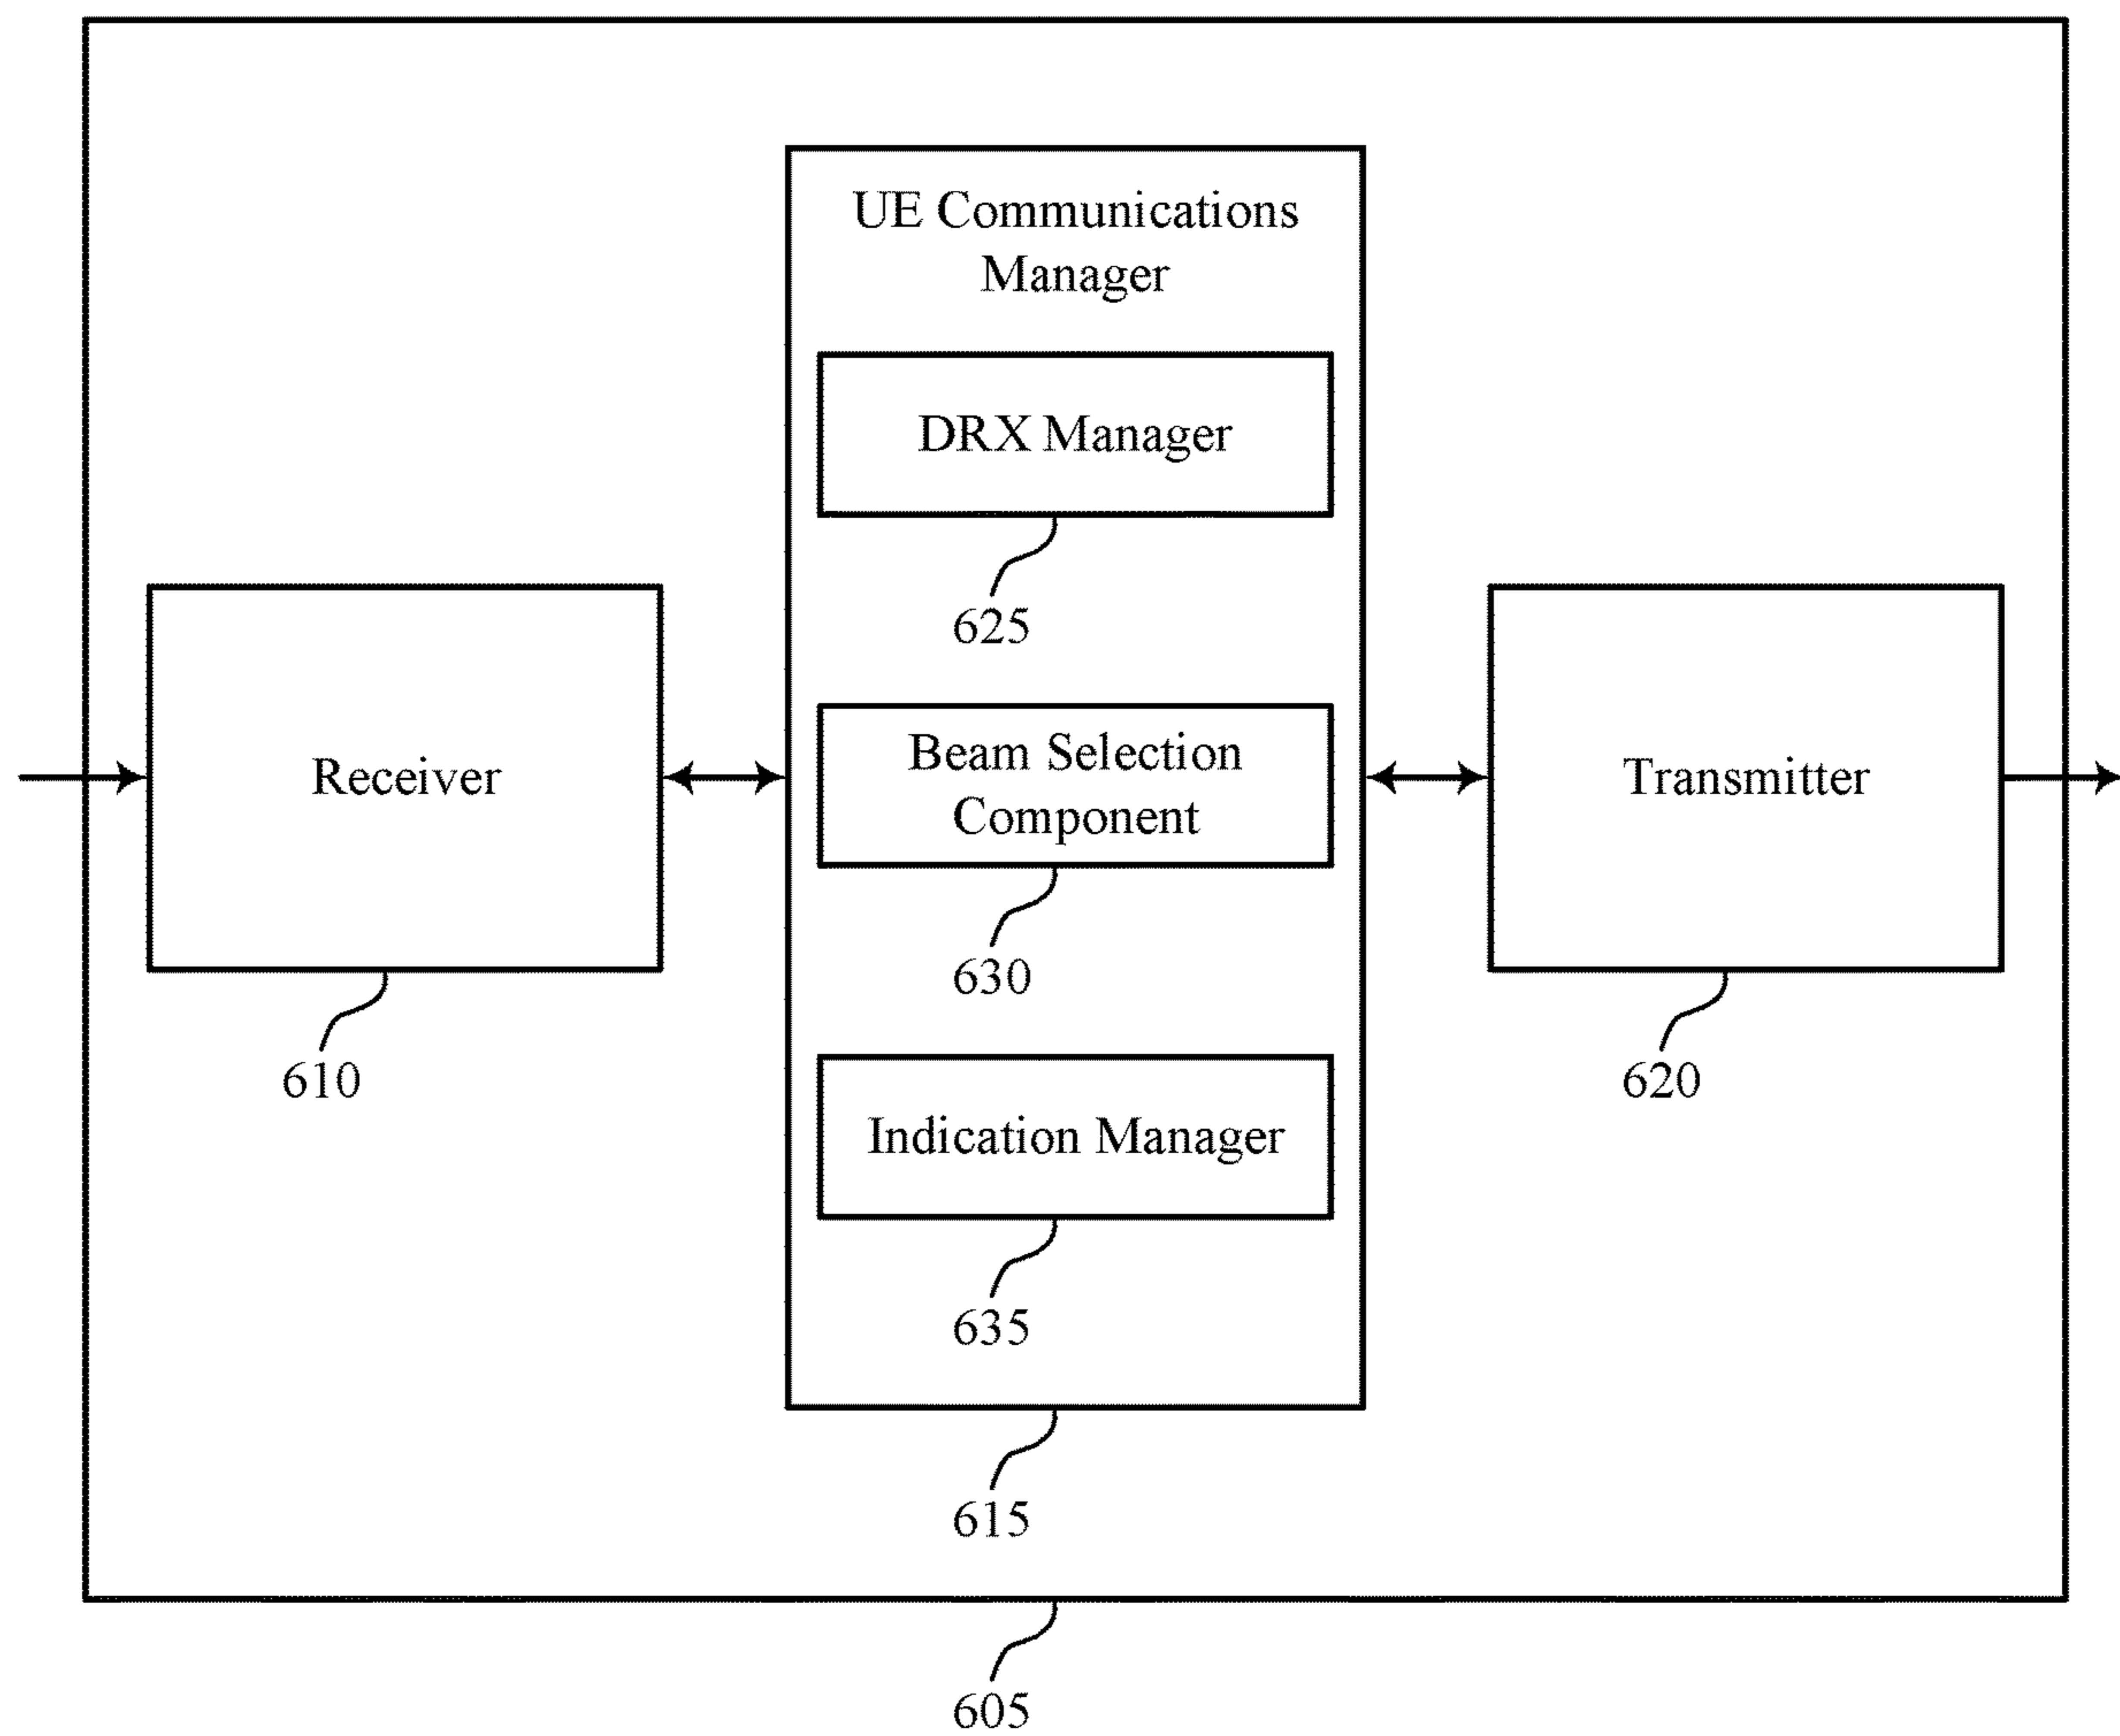 UE Communications
Manager
DRX Manager
625
Receiver
610
Beam Selection
Component
630
Transmitter
620
Indication Manager
635
615
605